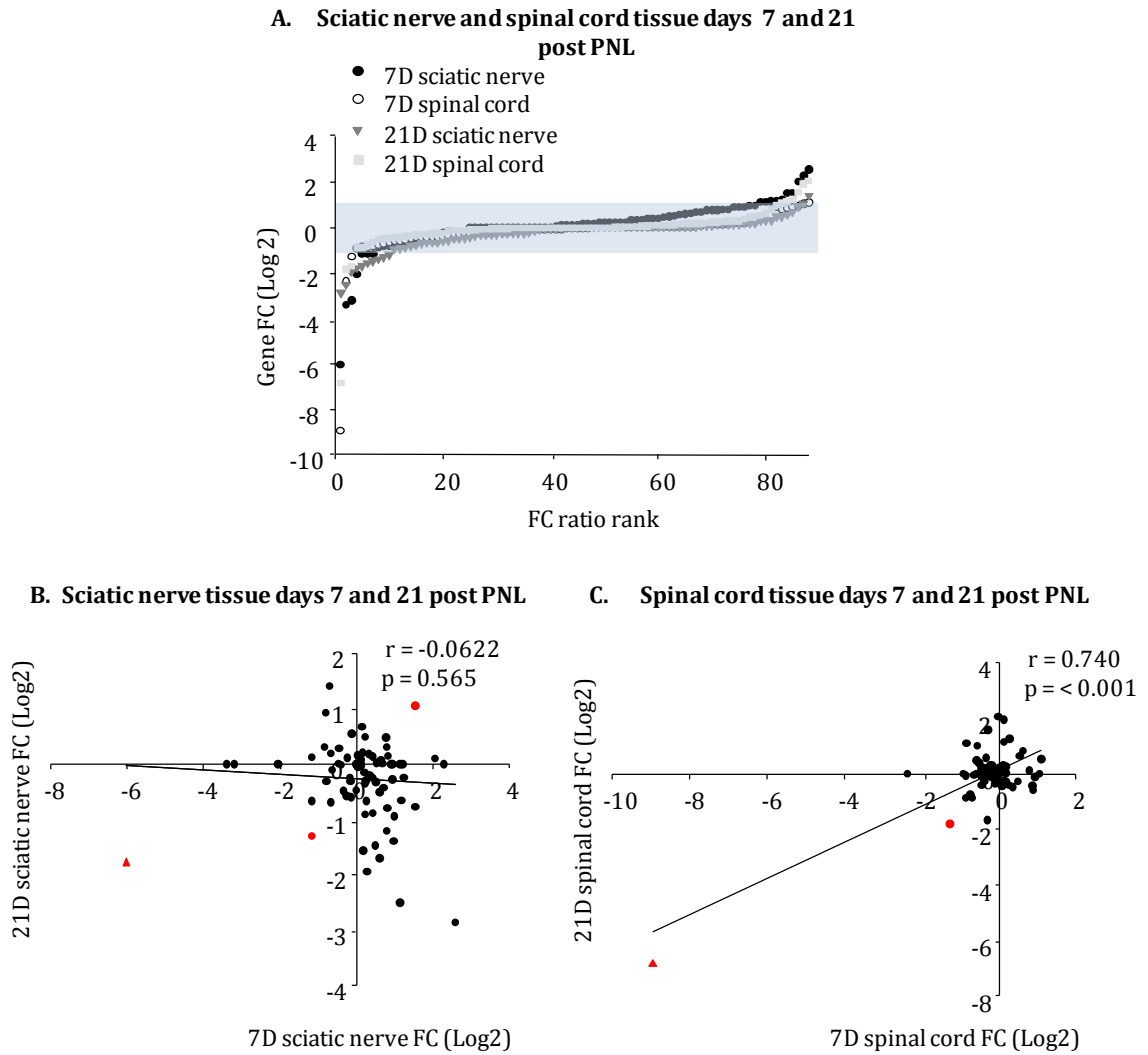 A. Sciatic nerve and spinal cord tissue days 7 and 21
post PNL
7D sciatic nerve
7D spinal cord
21D sciatic nerve
21D spinal cord
Gene FC (Log 2)
4
2
0
-2
-4
-6
-8
-10
0
20
40
60
80
FC ratio rank
B. Sciatic nerve tissue days 7 and 21 post PNL
r = -0.0622
p = 0.565
21D sciatic nerve FC (Log2)
2
1
0
-1
-2
-3
-4
-8
-6
-4
-2
0
2
4
7D sciatic nerve FC (Log2)
C. Spinal cord tissue days 7 and 21 post PNL
r = 0.740
p = < 0.001
21D spinal cord FC (Log2)
4
2
0
-2
-4
-6
-8
-10
-8
-6
-4
-2
0
2
7D spinal cord FC (Log2)